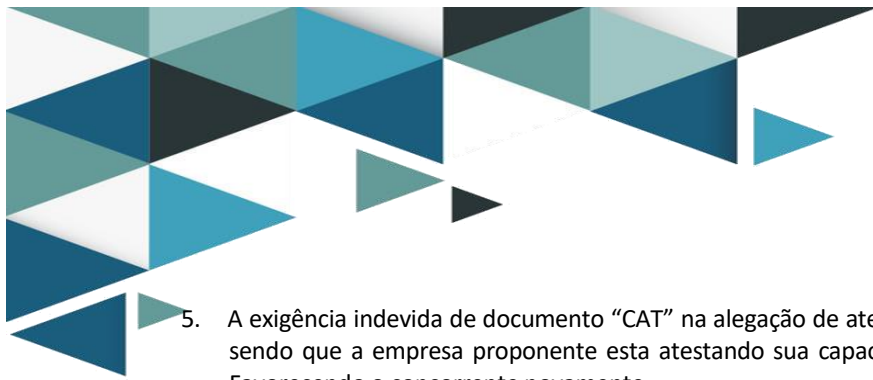 5. A exigência indevida de documento “CAT” na alegação de ate
sendo que a empresa proponente esta atestando sua capac